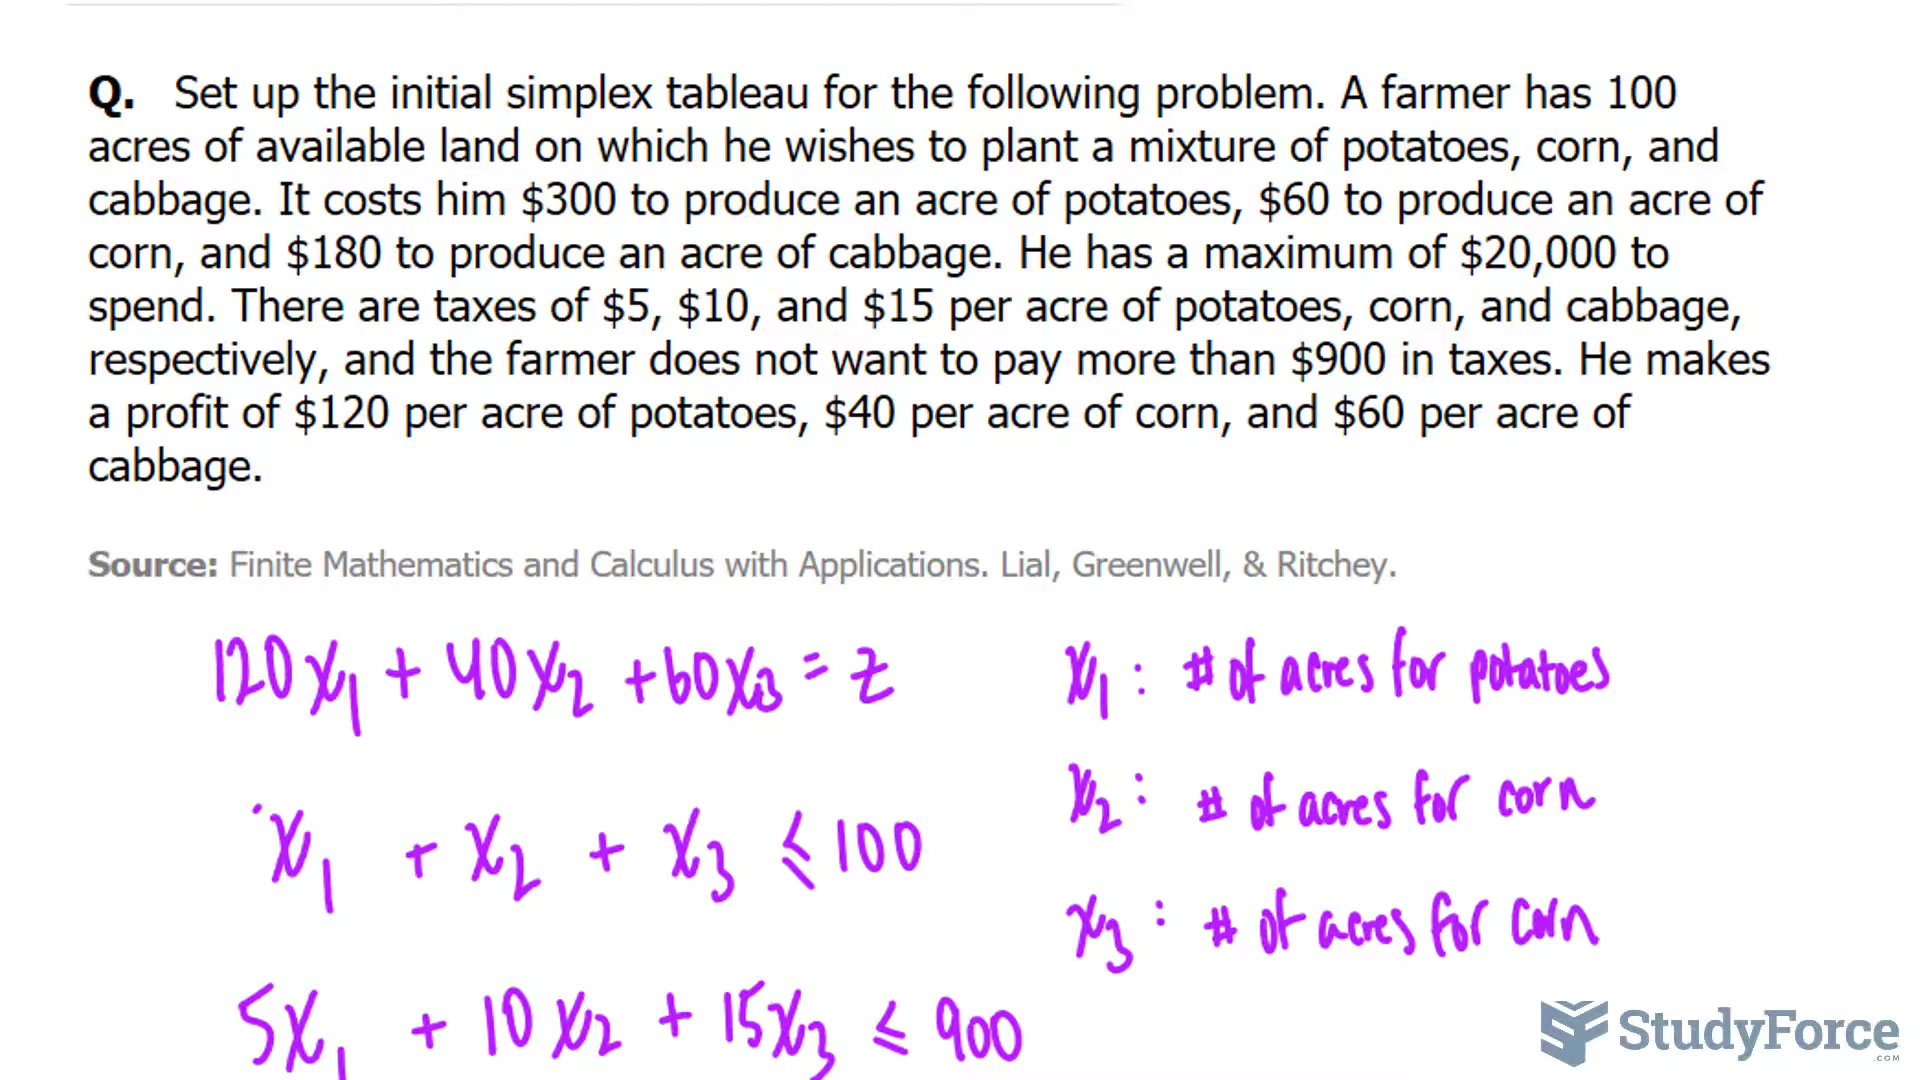 Q. Set up the initial simplex tableau for the following problem. A farmer has 100
acres of available land on which he wishes to plant a mixture of potatoes, corn, and
cabbage. It costs him $300 to produce an acre of potatoes, $60 to produce an acre of
corn, and $180 to produce an acre of cabbage. He has a maximum of $20,000 to
spend. There are taxes of $5, $10, and $15 per acre of potatoes, corn, and cabbage,
respectively, and the farmer does not want to pay more than $900 in taxes. He makes
a profit of $120 per acre of potatoes, $40 per acre of corn, and $60 per acre of
cabbage.
Source: Finite Mathematics and Calculus with Applications. Lial, Greenwell, & Ritchey.
120x₁ + 40x₂ + 60x₃ = z
x₁ + x₂ + x₃ ≤ 100
5x₁ + 10x₂ + 15x₃ ≤ 900
x₁ : # of acres for potatoes
x₂ : # of acres for corn
x₃ : # of acres for corn
StudyForce
.COM